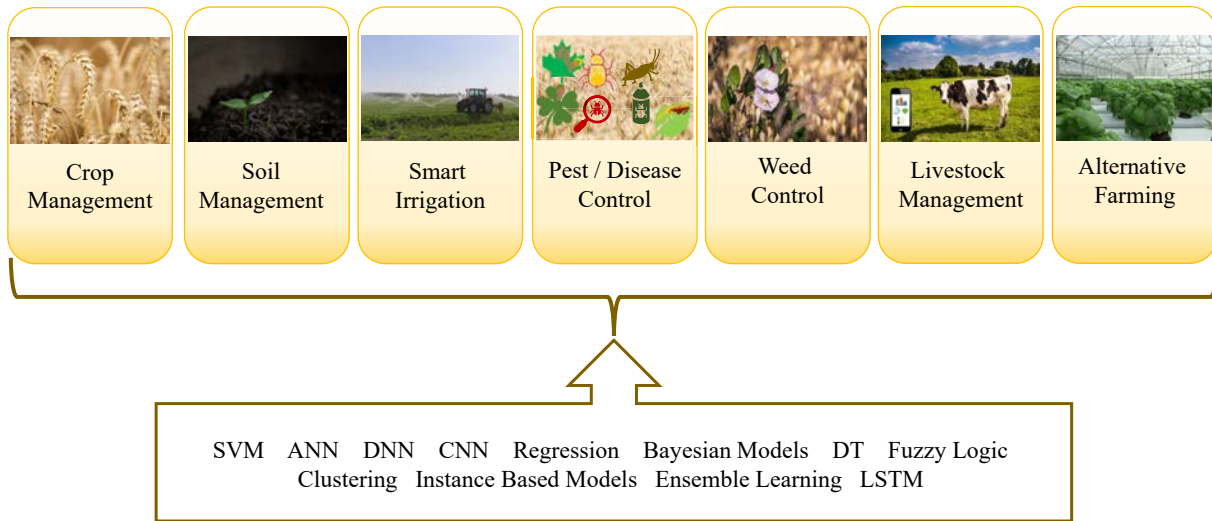 Crop
Management
Soil
Management
Smart
Irrigation
Pest / Disease
Control
Weed
Control
Livestock
Management
Alternative
Farming
SVM ANN DNN CNN Regression Bayesian Models DT Fuzzy Logic
Clustering Instance Based Models Ensemble Learning LSTM